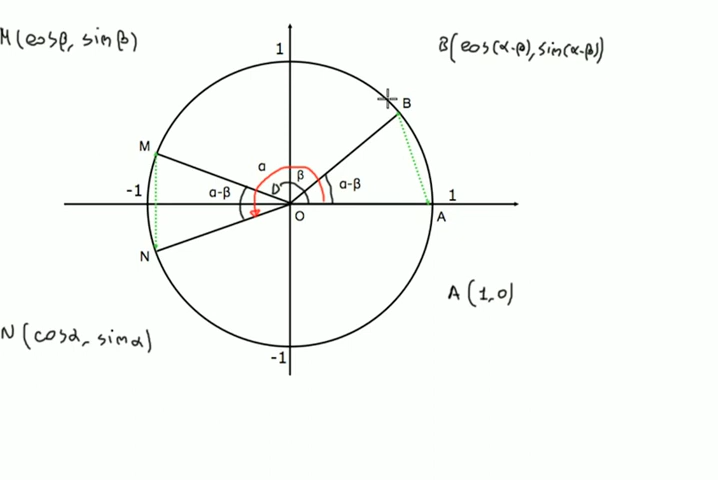 M(cosβ, sinβ)
B(cos(α-β), sin(α-β))
1
B
M
α
β
α-β
D
α-β
-1
1
O
A
N
A(1,0)
N(cosα, sinα)
-1